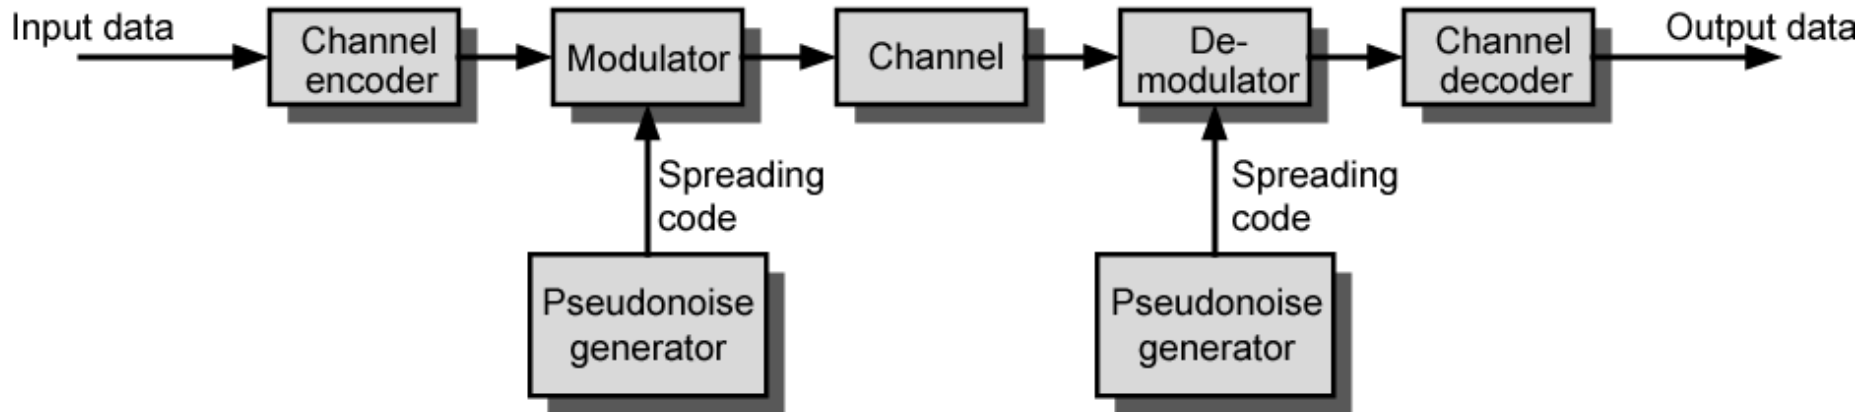 Input data
Channel
encoder
Modulator
Channel
De-
modulator
Channel
decoder
Output data
Spreading
code
Spreading
code
Pseudonoise
generator
Pseudonoise
generator